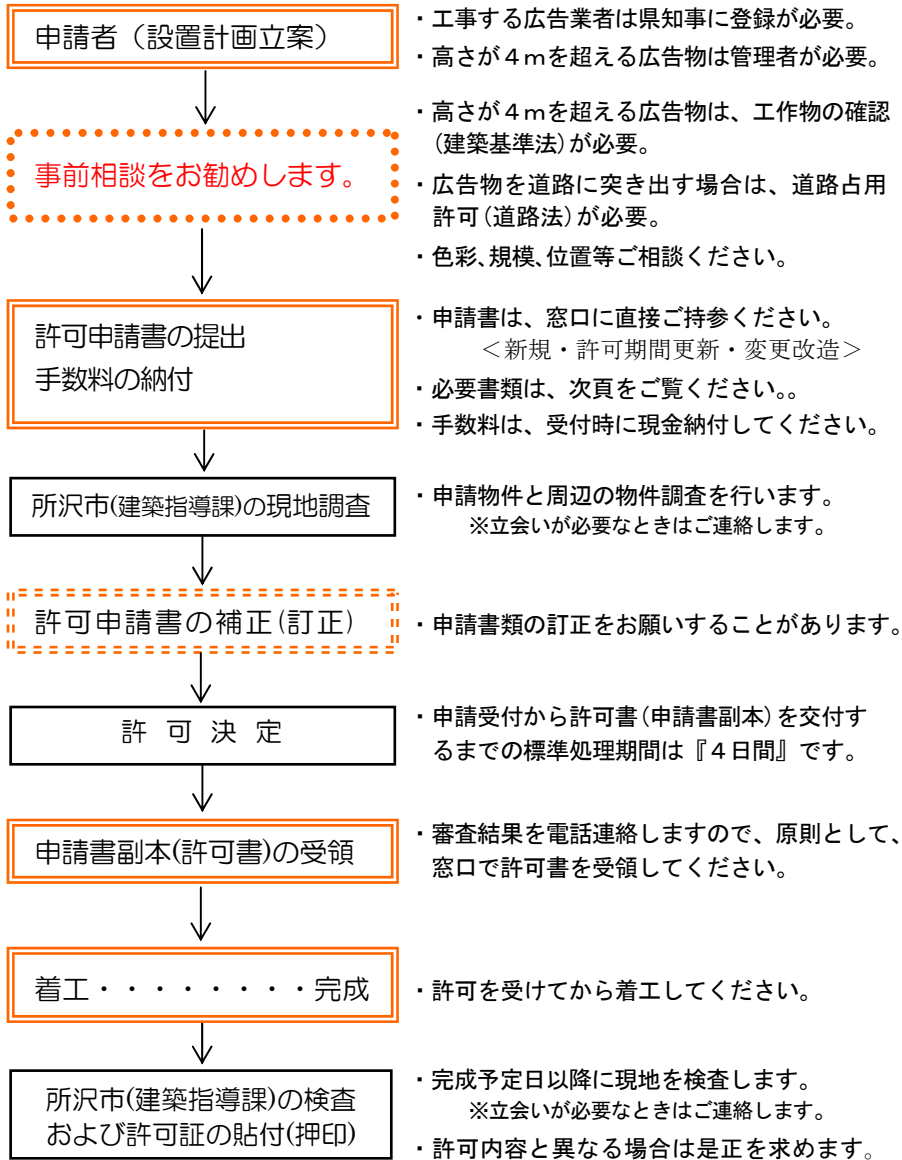 申請者（設置計画立案）
・工事する広告業者は県知事に登録が必要。
・高さが４ｍを超える広告物は管理者が必要。
事前相談をお勧めします。
・高さが４ｍを超える広告物は、工作物の確認
(建築基準法)が必要。
・広告物を道路に突き出す場合は、道路占用
許可(道路法)が必要。
・色彩、規模、位置等ご相談ください。
許可申請書の提出
手数料の納付
・申請書は、窓口に直接ご持参ください。
＜新規・許可期間更新・変更改造＞
・必要書類は、次頁をご覧ください。。
・手数料は、受付時に現金納付してください。
所沢市(建築指導課)の現地調査
・申請物件と周辺の物件調査を行います。
※立会いが必要なときはご連絡します。
許可申請書の補正(訂正)
・申請書類の訂正をお願いすることがあります。
許 可 決 定
・申請受付から許可書(申請書副本)を交付す
るまでの標準処理期間は『４日間』です。
申請書副本(許可書)の受領
・審査結果を電話連絡しますので、原則として、
窓口で許可書を受領してください。
着工・・・・・・・・完成
・許可を受けてから着工してください。
所沢市(建築指導課)の検査
および許可証の貼付(押印)
・完成予定日以降に現地を検査します。
※立会いが必要なときはご連絡します。
・許可内容と異なる場合は是正を求めます。